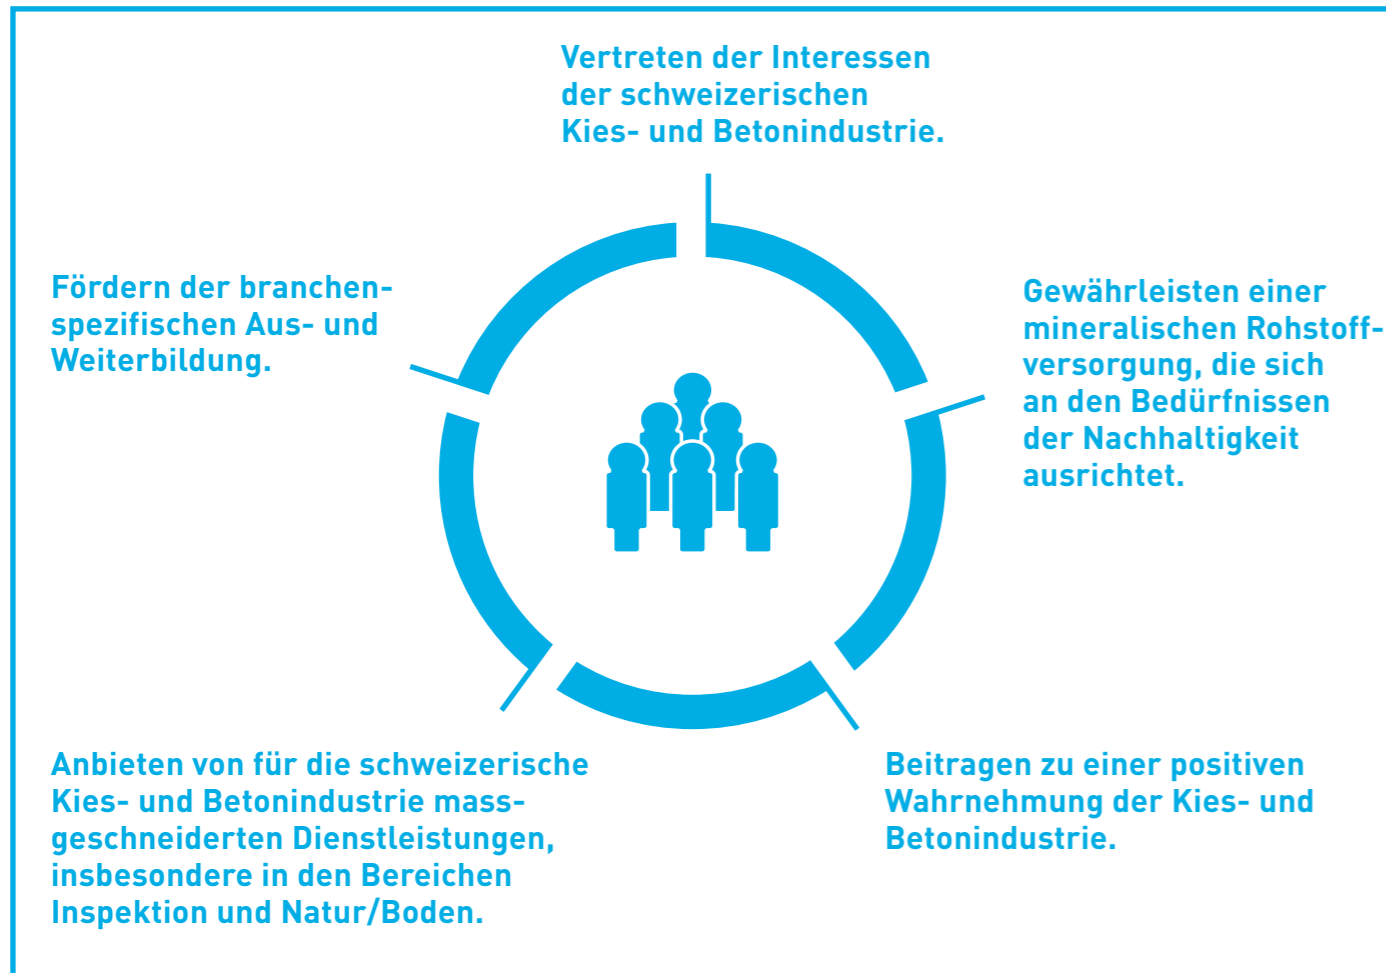 Vertreten der Interessen
der schweizerischen
Kies- und Betonindustrie.
Gewährleisten einer
mineralischen Rohstoff-
versorgung, die sich
an den Bedürfnissen
der Nachhaltigkeit
ausrichtet.
Beitragen zu einer positiven
Wahrnehmung der Kies- und
Betonindustrie.
Anbieten von für die schweizerische
Kies- und Betonindustrie mass-
geschneiderten Dienstleistungen,
insbesondere in den Bereichen
Inspektion und Natur/Boden.
Fördern der branchen-
spezifischen Aus- und
Weiterbildung.